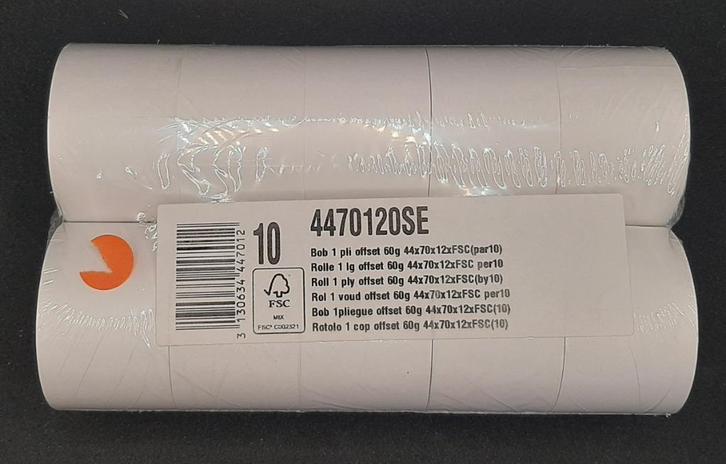 10
4470120SE
Bob 1 pli offset 60g 44x70x12xFSC(par10)
Rolle 1 lg offset 60g 44x70x12xFSC per10
Roll 1 ply offset 60g 44x70x12xFSC(by10)
Rol 1 voud offset 60g 44x70x12xFSC per10
Bob 1pliegue offset 60g 44x70x12xFSC(10)
Rotolo 1 cop offset 60g 44x70x12xFSC(10)
3 130634 447012
FSC
MIX
FSC® C002321